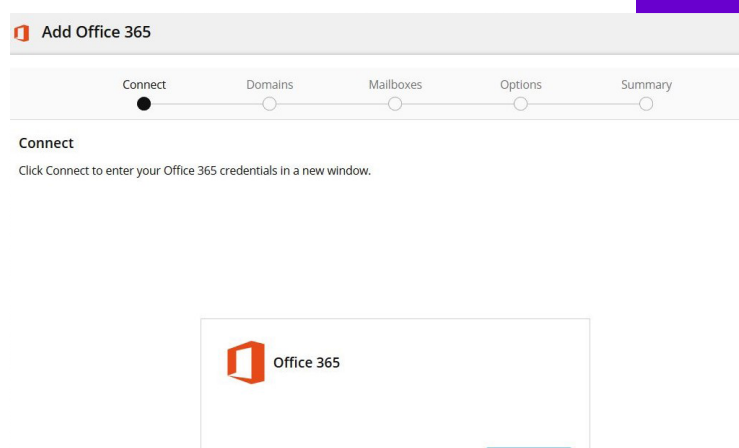 Add Office 365
Connect
Domains
Mailboxes
Options
Summary
Connect
Click Connect to enter your Office 365 credentials in a new window.
Office 365